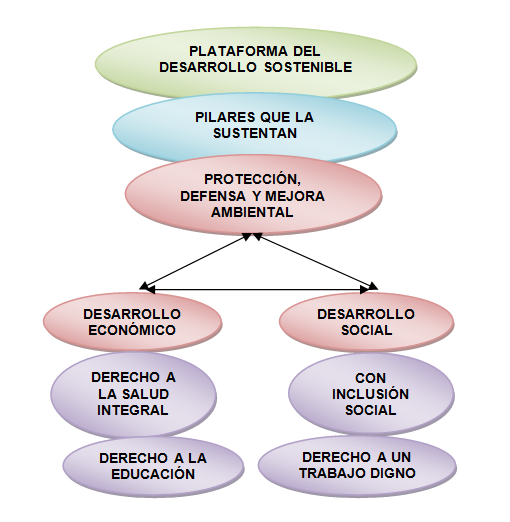 PLATAFORMA DEL
DESARROLLO SOSTENIBLE
PILARES QUE LA
SUSTENTAN
PROTECCIÓN,
DEFENSA Y MEJORA
AMBIENTAL
DESARROLLO
ECONÓMICO
DESARROLLO
SOCIAL
DERECHO A
LA SALUD
INTEGRAL
CON
INCLUSIÓN
SOCIAL
DERECHO A LA
EDUCACIÓN
DERECHO A UN
TRABAJO DIGNO